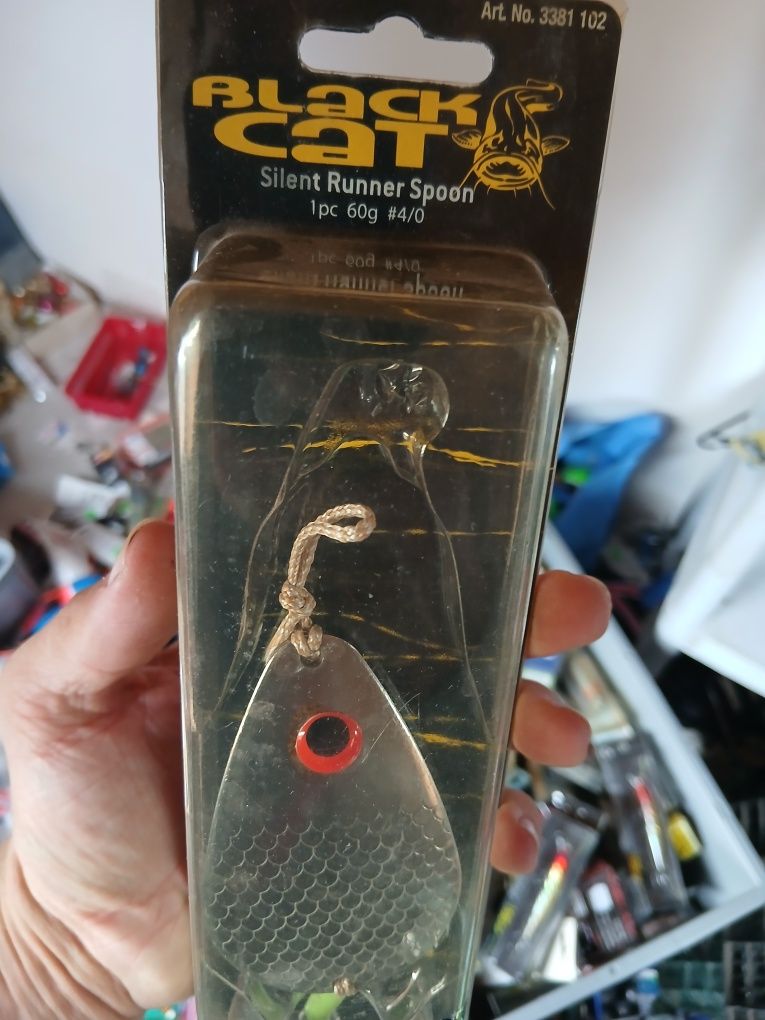 Art. No. 3381 102
BLACK
CAT
Silent Runner Spoon
1pc 60g #4/0